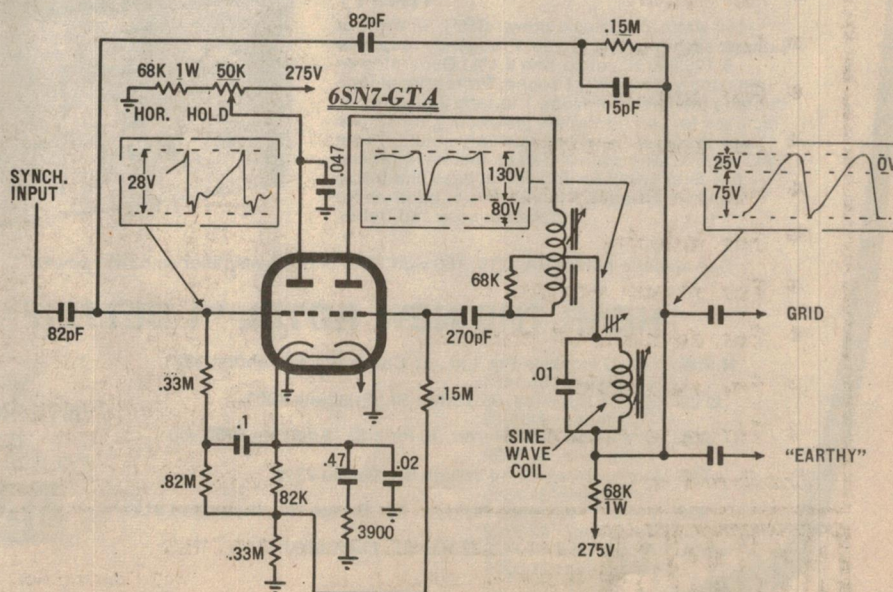 82pF
.15M
15pF
68K 1W 50K 275V
HOR. HOLD
6SN7-GTA
SYNCH.
INPUT
28V
.047
130V
80V
25V
75V
0V
68K
82pF
270pF
GRID
.33M
.15M
.01
SINE
WAVE
COIL
"EARTHY"
.1
.47
.02
.82M
82K
3900
68K
1W
.33M
275V